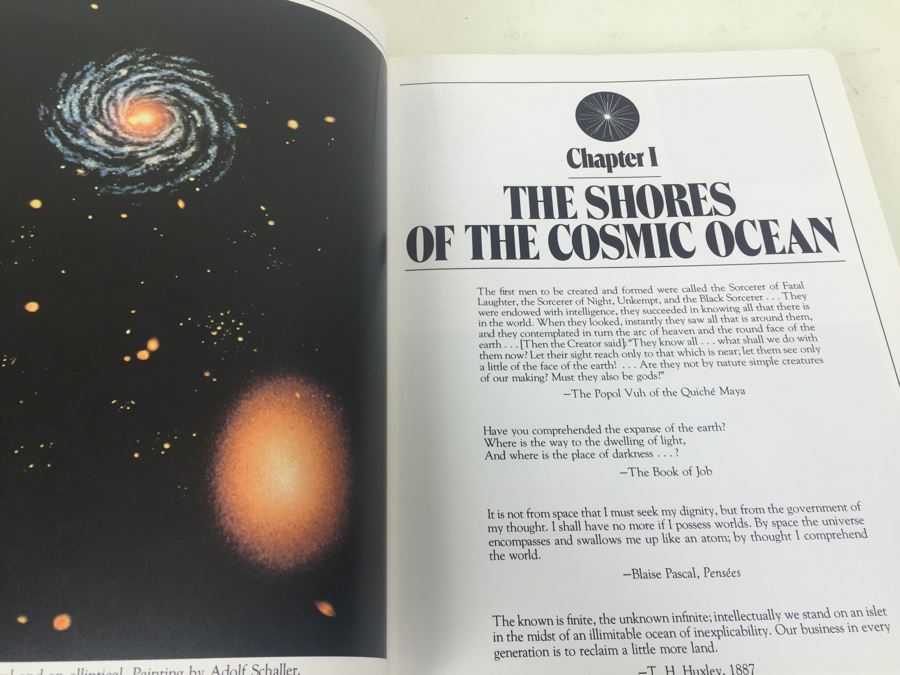 and an elliptical. Painting by Adolf Schaller.
Chapter I
THE SHORES
OF THE COSMIC OCEAN
The first men to be created and formed were called the Sorcerer of Fatal
Laughter, the Sorcerer of Night, Unkempt, and the Black Sorcerer . . . They
were endowed with intelligence, they succeeded in knowing all that there is
in the world. When they looked, instantly they saw all that is around them,
and they contemplated in turn the arc of heaven and the round face of the
earth . . . [Then the Creator said]: "They know all . . . what shall we do with
them now? Let their sight reach only to that which is near; let them see only
a little of the face of the earth! . . . Are they not by nature simple creatures
of our making? Must they also be gods?"
—The Popol Vuh of the Quiché Maya
Have you comprehended the expanse of the earth?
Where is the way to the dwelling of light,
And where is the place of darkness . . . ?
—The Book of Job
It is not from space that I must seek my dignity, but from the government of
my thought. I shall have no more if I possess worlds. By space the universe
encompasses and swallows me up like an atom; by thought I comprehend
the world.
—Blaise Pascal, Pensées
The known is finite, the unknown infinite; intellectually we stand on an islet
in the midst of an illimitable ocean of inexplicability. Our business in every
generation is to reclaim a little more land.
—T. H. Huxley, 1887